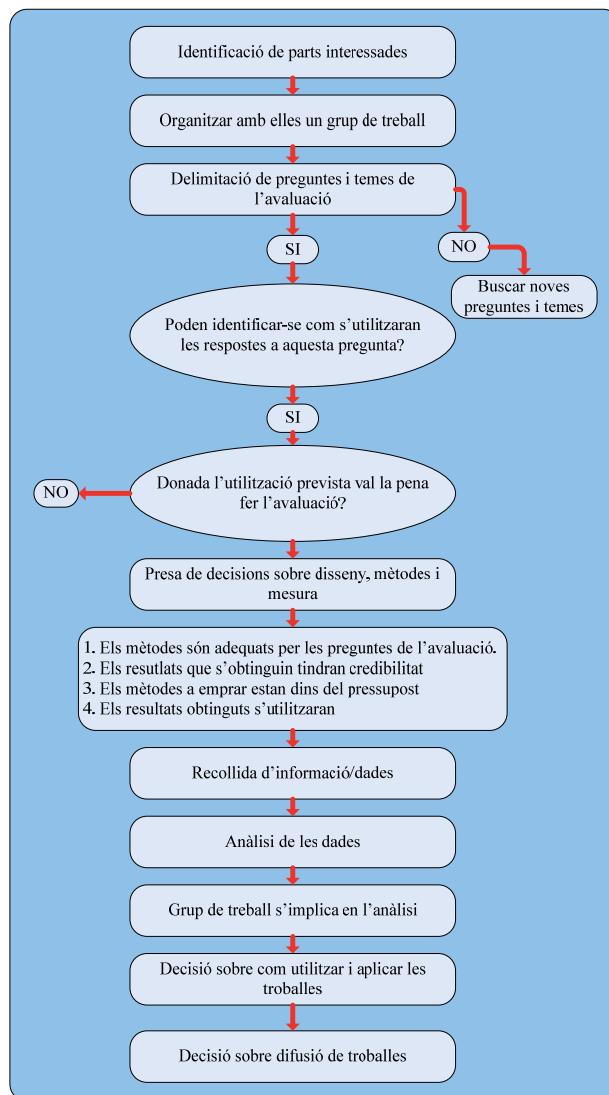 Identificació de parts interessades
Organitzar amb elles un grup de treball
Delimitació de preguntes i temes de
l’avaluació
SI
NO
Buscar noves
preguntes i temes
Poden identificar-se com s’utilitzaran
les respostes a aquesta pregunta?
SI
Donada l’utilització prevista val la pena
fer l’avaluació?
NO
Presa de decisions sobre disseny, mètodes i
mesura
1. Els mètodes són adequats per les preguntes de l’avaluació.
2. Els resutlats que s’obtinguin tindran credibilitat
3. Els mètodes a emprar estan dins del pressupost
4. Els resultats obtinguts s’utilitzaran
Recollida d’informació/dades
Anàlisi de les dades
Grup de treball s’implica en l’anàlisi
Decisió sobre com utilitzar i aplicar les
troballes
Decisió sobre difusió de troballes